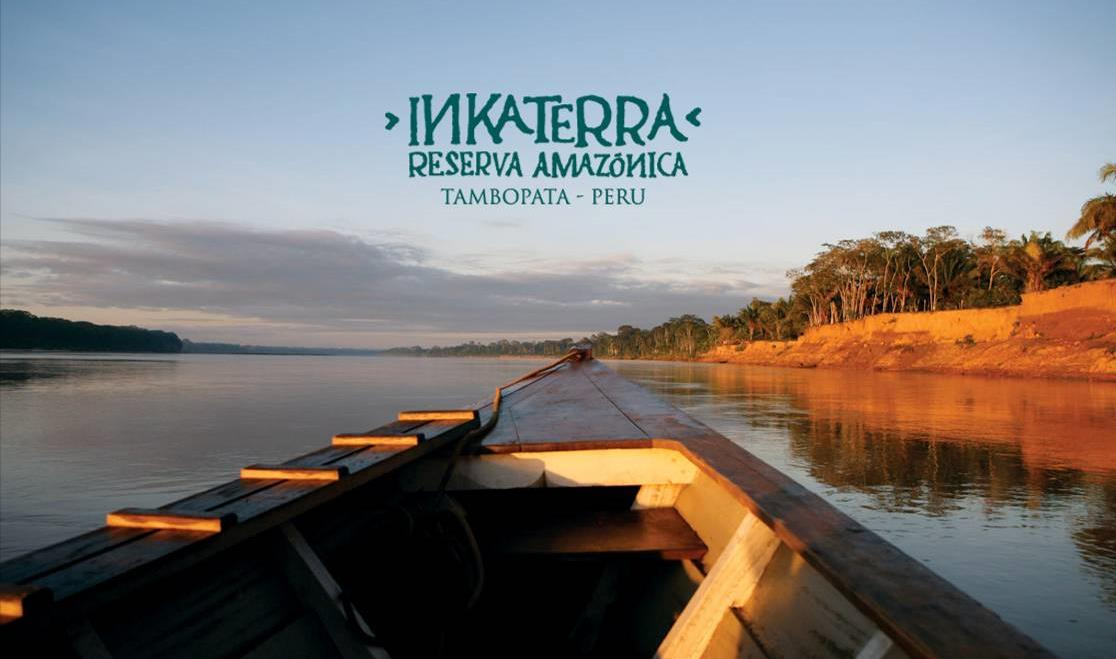 INKATERRA
RESERVA AMAZÓNICA
TAMBOPATA - PERU